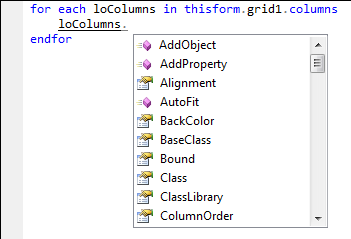 for each loColumns in thisform.grid1.columns
loColumns.
endfor
AddObject
AddProperty
Alignment
AutoFit
BackColor
BaseClass
Bound
Class
ClassLibrary
ColumnOrder